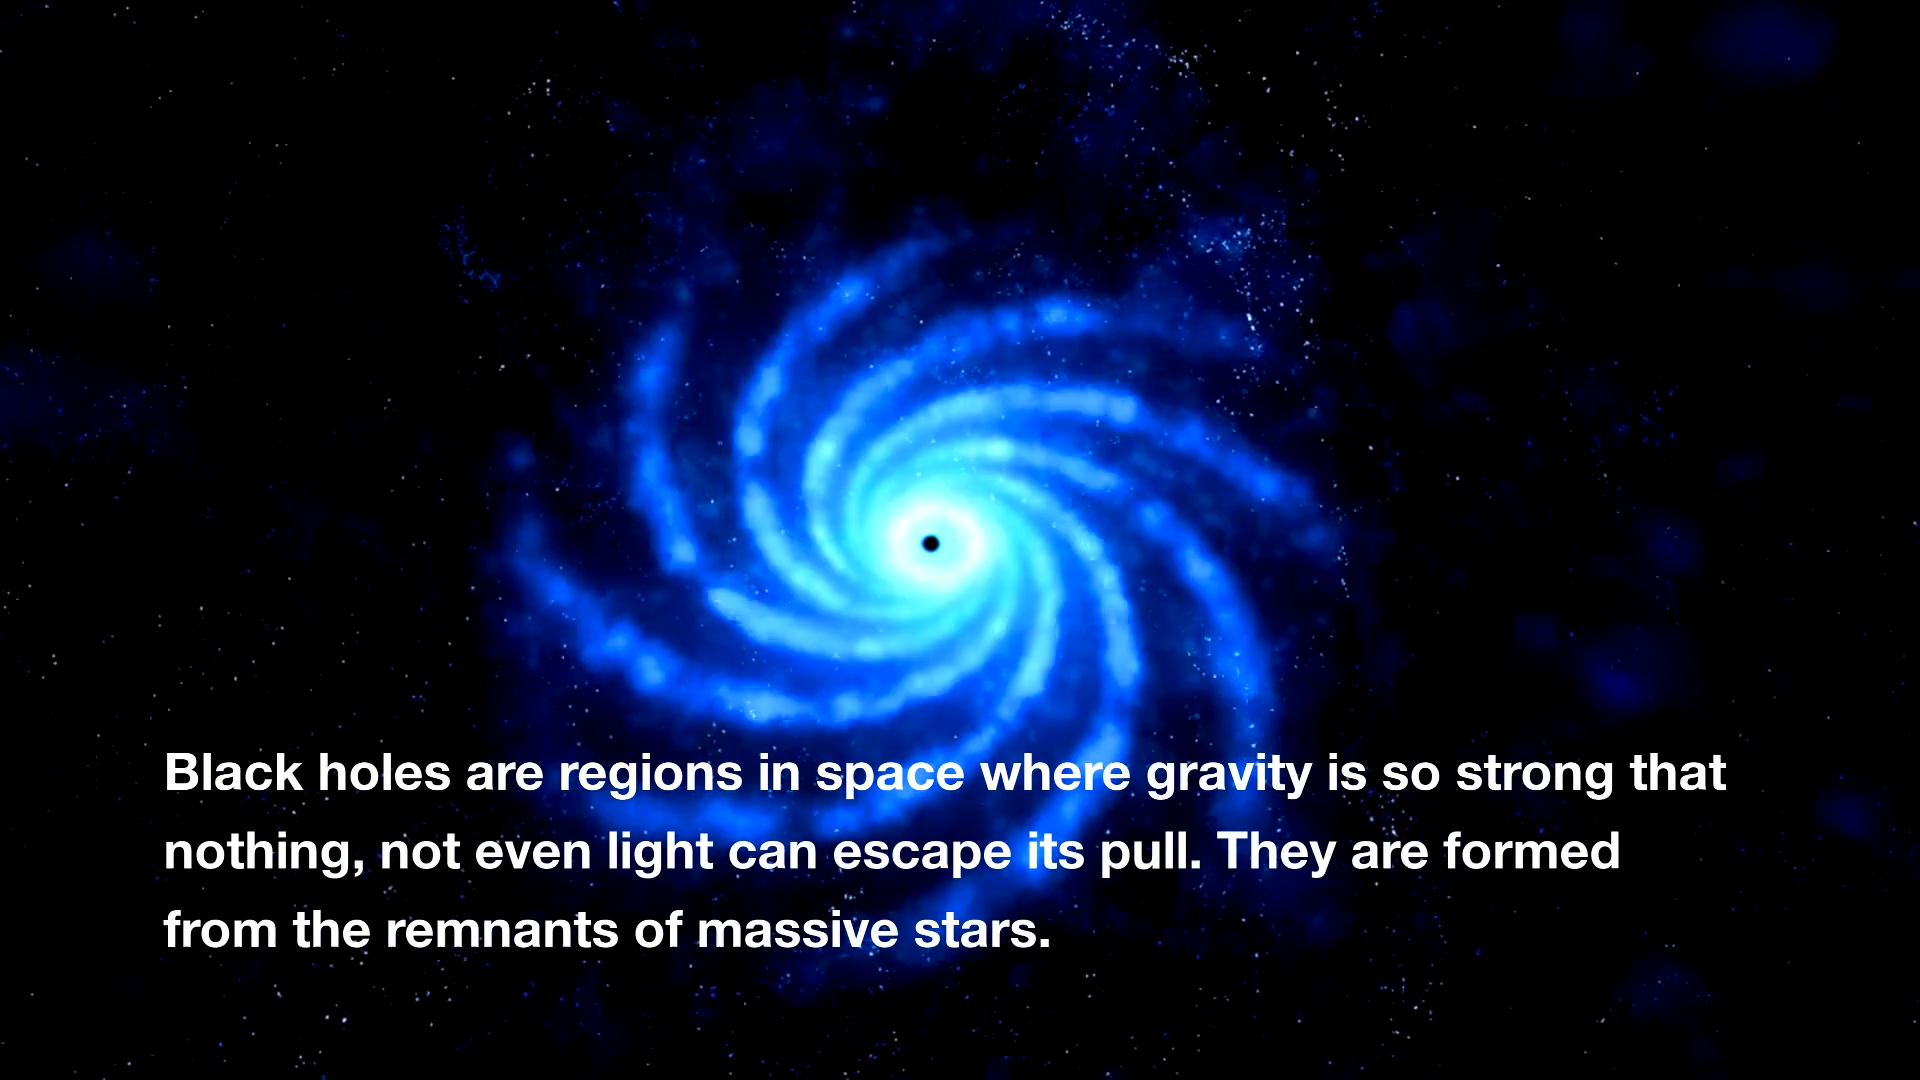 Black holes are regions in space where gravity is so strong that
nothing, not even light can escape its pull. They are formed
from the remnants of massive stars.